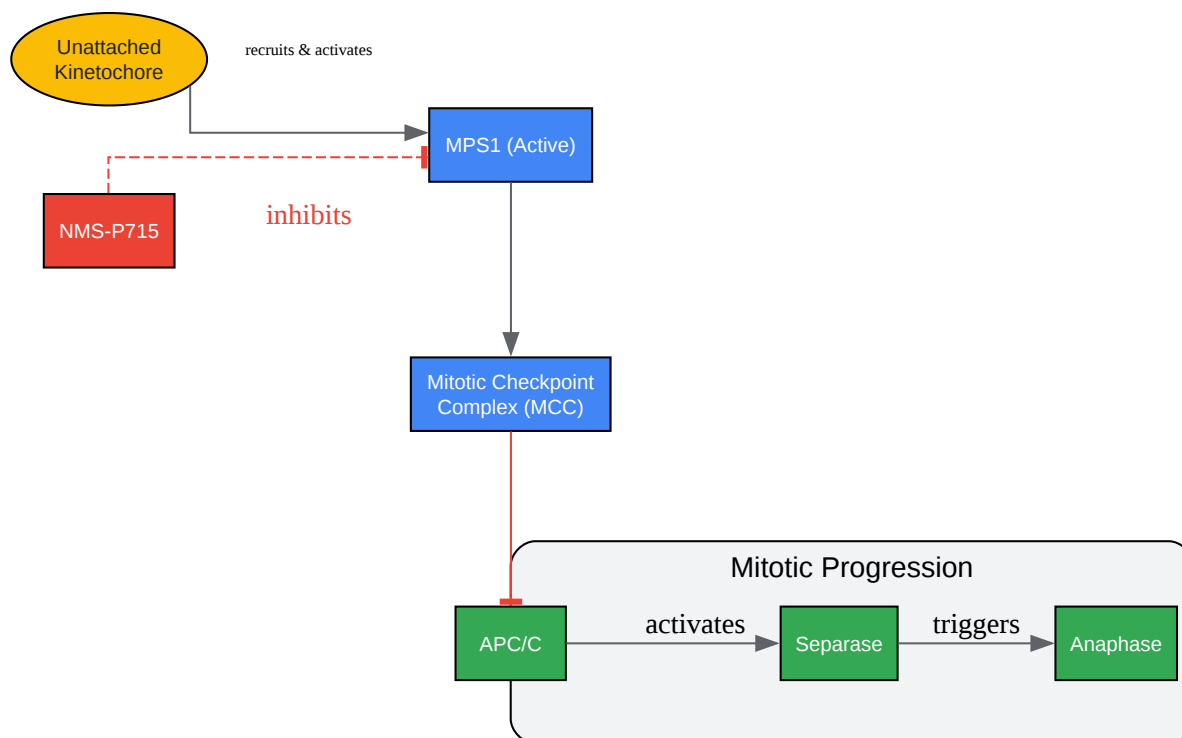 Unattached
Kinetochore
recruits & activates
MPS1 (Active)
NMS-P715
inhibits
Mitotic Checkpoint
Complex (MCC)
Mitotic Progression
APC/C
activates
Separase
triggers
Anaphase